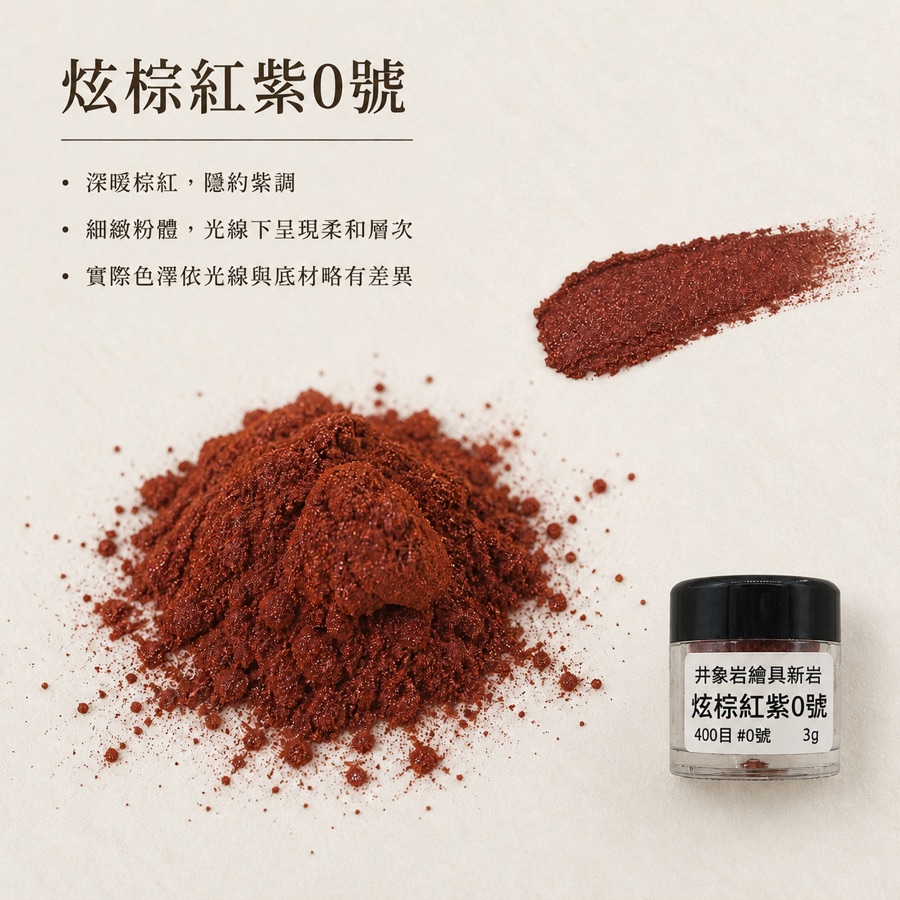 炫棕紅紫0號
• 深暖棕紅，隱約紫調
• 細緻粉體，光線下呈現柔和層次
• 實際色澤依光線與底材略有差異
井象岩繪具新岩
炫棕紅紫0號
400目 #0號 3g